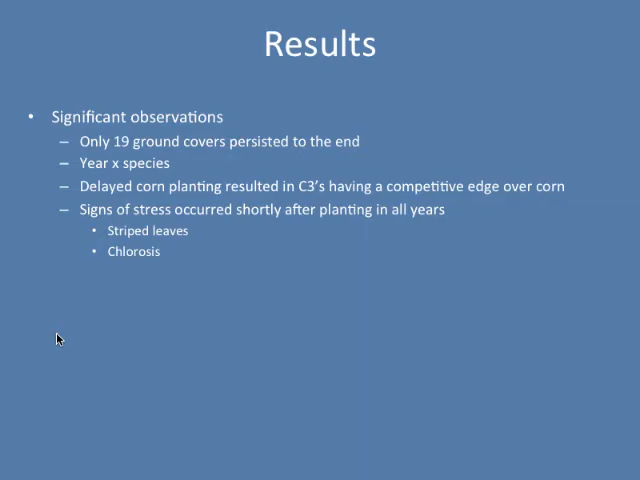 Results
• Significant observations
– Only 19 ground covers persisted to the end
– Year x species
– Delayed corn planting resulted in C3's having a competitive edge over corn
– Signs of stress occurred shortly after planting in all years
• Striped leaves
• Chlorosis